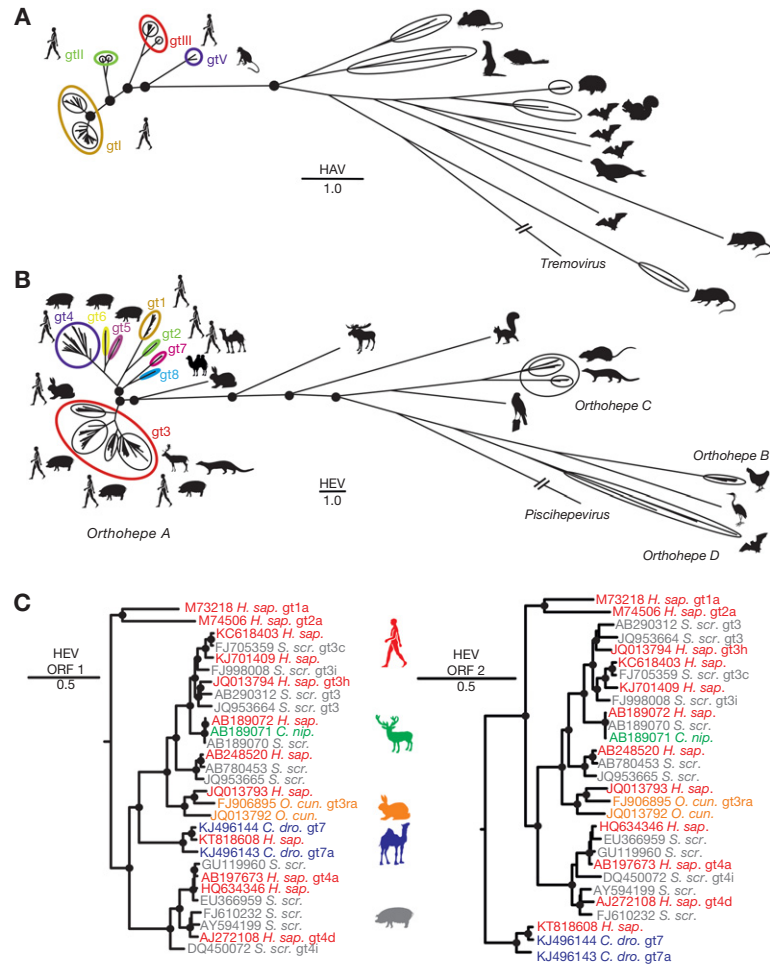 A
gtII
gtIII
gtV
gtI
HAV
1.0
Tremovirus
B
gt4
gt6
gt5
gt1
gt2
gt7
gt8
gt3
Orthohepe A
HEV
1.0
Orthohepe C
Piscihepevirus
Orthohepe B
Orthohepe D
C
HEV
ORF 1
0.5
M73218 H. sap. gt1a
M74506 H. sap. gt2a
KC618403 H. sap.
FJ705359 S. scr. gt3c
KJ701409 H. sap.
FJ998008 S. scr. gt3i
JQ013794 H. sap. gt3h
AB290312 S. scr. gt3
JQ953664 S. scr. gt3
AB189072 H. sap.
AB189071 C. nip.
AB189070 S. scr.
AB248520 H. sap.
AB780453 S. scr.
JQ953665 S. scr.
JQ013793 H. sap.
FJ906895 O. cun. gt3ra
JQ013792 O. cun.
KJ496144 C. dro. gt7
KT818608 H. sap.
KJ496143 C. dro. gt7a
GU119960 S. scr.
AB197673 H. sap. gt4a
HQ634346 H. sap.
EU366959 S. scr.
FJ610232 S. scr.
AY594199 S. scr.
AJ272108 H. sap. gt4d
DQ450072 S. scr. gt4i
HEV
ORF 2
0.5
M73218 H. sap. gt1a
M74506 H. sap. gt2a
AB290312 S. scr. gt3
JQ953664 S. scr. gt3
JQ013794 H. sap. gt3h
KC618403 H. sap.
FJ705359 S. scr. gt3c
KJ701409 H. sap.
FJ998008 S. scr. gt3i
AB189072 H. sap.
AB189070 S. scr.
AB189071 C. nip.
AB248520 H. sap.
AB780453 S. scr.
JQ953665 S. scr.
JQ013793 H. sap.
FJ906895 O. cun. gt3ra
JQ013792 O. cun.
HQ634346 H. sap.
EU366959 S. scr.
GU119960 S. scr.
AB197673 H. sap. gt4a
DQ450072 S. scr. gt4i
AY594199 S. scr.
AJ272108 H. sap. gt4d
FJ610232 S. scr.
KT818608 H. sap.
KJ496144 C. dro. gt7
KJ496143 C. dro. gt7a